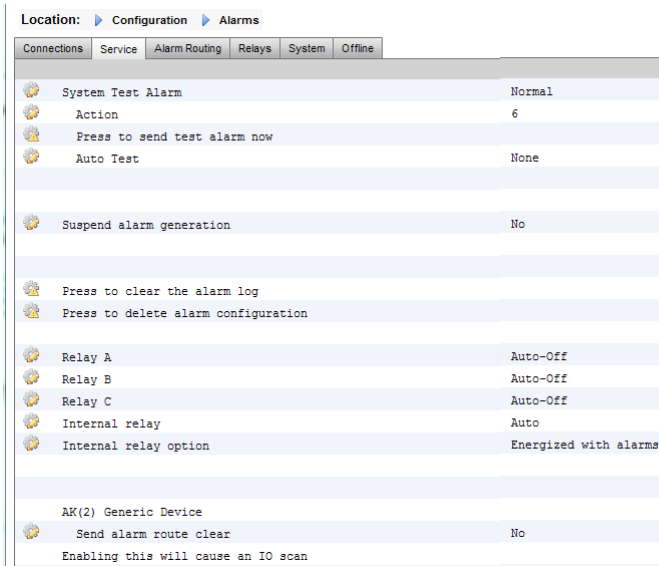 Location: Configuration Alarms
Connections Service Alarm Routing Relays System Offline
System Test Alarm Normal
Action 6
Press to send test alarm now
Auto Test None
Suspend alarm generation No
Press to clear the alarm log
Press to delete alarm configuration
Relay A Auto-Off
Relay B Auto-Off
Relay C Auto-Off
Internal relay Auto
Internal relay option Energized with alarms
AK(2) Generic Device
Send alarm route clear No
Enabling this will cause an IO scan